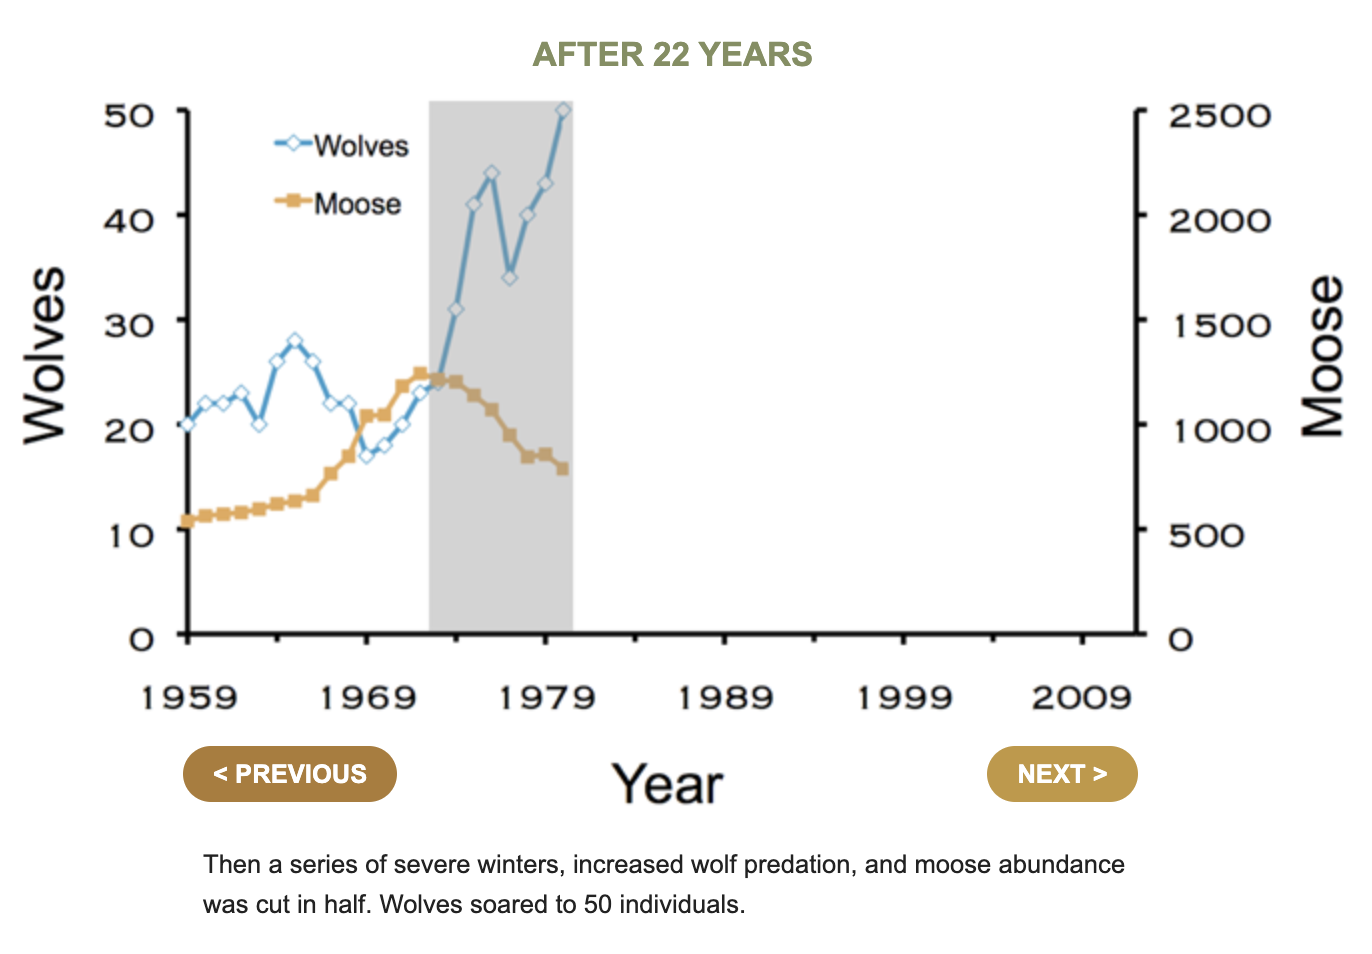 AFTER 22 YEARS
50
40
30
20
10
0
Wolves
Wolves
Moose
2500
2000
1500
1000
500
0
Moose
1959 1969 1979 1989 1999 2009
< PREVIOUS
Year
NEXT >
Then a series of severe winters, increased wolf predation, and moose abundance
was cut in half. Wolves soared to 50 individuals.